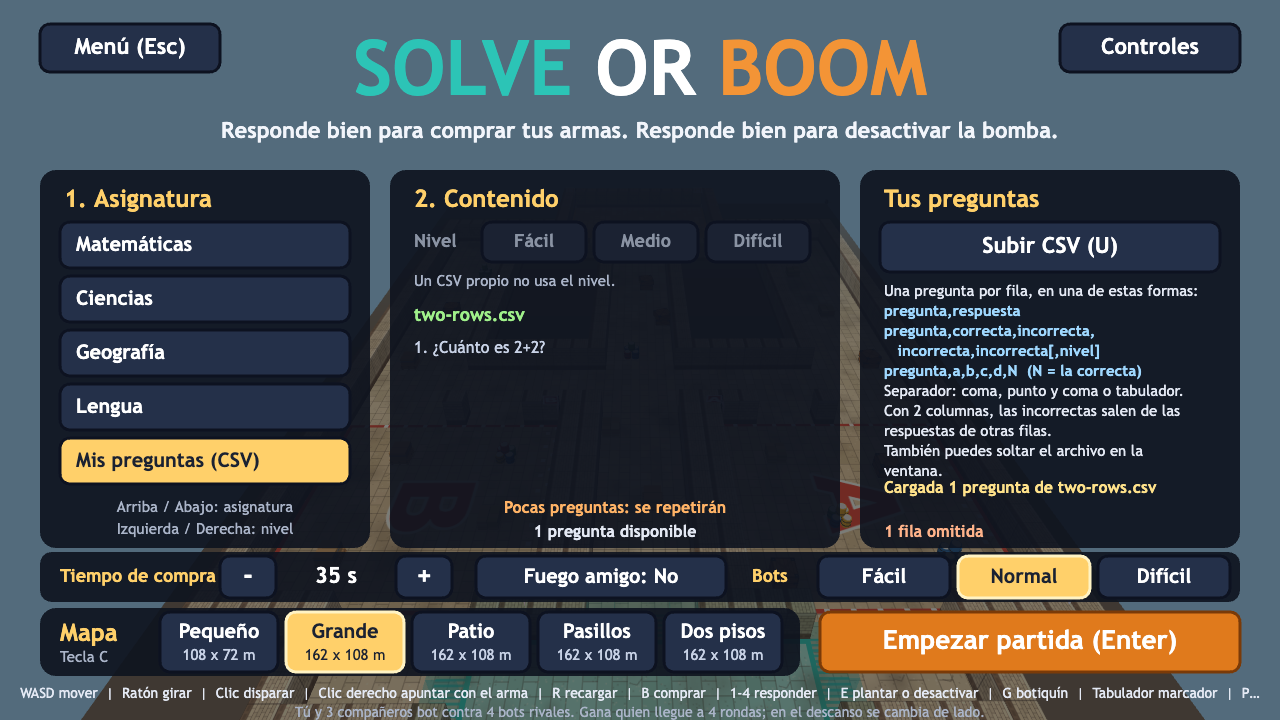 Menú (Esc)
SOLVE OR BOOM
Controles
Responde bien para comprar tus armas. Responde bien para desactivar la bomba.
1. Asignatura
Matemáticas
Ciencias
Geografía
Lengua
Mis preguntas (CSV)
Arriba / Abajo: asignatura
Izquierda / Derecha: nivel
2. Contenido
Nivel Fácil Medio Difícil
Un CSV propio no usa el nivel.
two-rows.csv
1. ¿Cuánto es 2+2?
Pocas preguntas: se repetirán
1 pregunta disponible
Tus preguntas
Subir CSV (U)
Una pregunta por fila, en una de estas formas:
pregunta,respuesta
pregunta,correcta,incorrecta,
incorrecta,incorrecta[,nivel]
pregunta,a,b,c,d,N (N = la correcta)
Separador: coma, punto y coma o tabulador.
Con 2 columnas, las incorrectas salen de las
respuestas de otras filas.
También puedes soltar el archivo en la
ventana.
Cargada 1 pregunta de two-rows.csv
1 fila omitida
Tiempo de compra - 35 s + Fuego amigo: No Bots Fácil Normal Difícil
Mapa
Tecla C
Pequeño
108 x 72 m
Grande
162 x 108 m
Patio
162 x 108 m
Pasillos
162 x 108 m
Dos pisos
162 x 108 m
Empezar partida (Enter)
WASD mover | Ratón girar | Clic disparar | Clic derecho apuntar con el arma | R recargar | B comprar | 1-4 responder | E plantar o desactivar | G botiquín | Tabulador marcador | P...
Tú y 3 compañeros bot contra 4 bots rivales. Gana quien llegue a 4 rondas; en el descanso se cambia de lado.
B
A